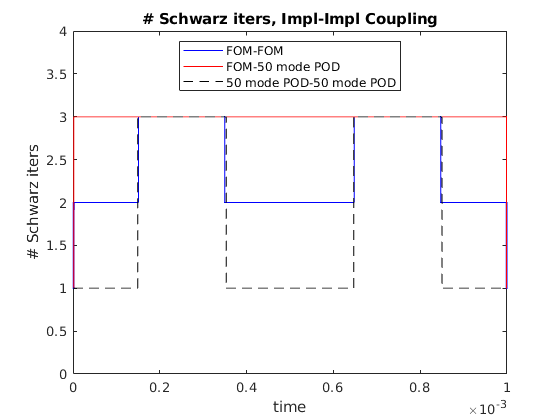 # Schwarz iters, Impl-Impl Coupling
FOM-FOM
FOM-50 mode POD
50 mode POD-50 mode POD
# Schwarz iters
4
3.5
3
2.5
2
1.5
1
0.5
0
0 0.2 0.4 0.6 0.8 1
time
×10⁻³